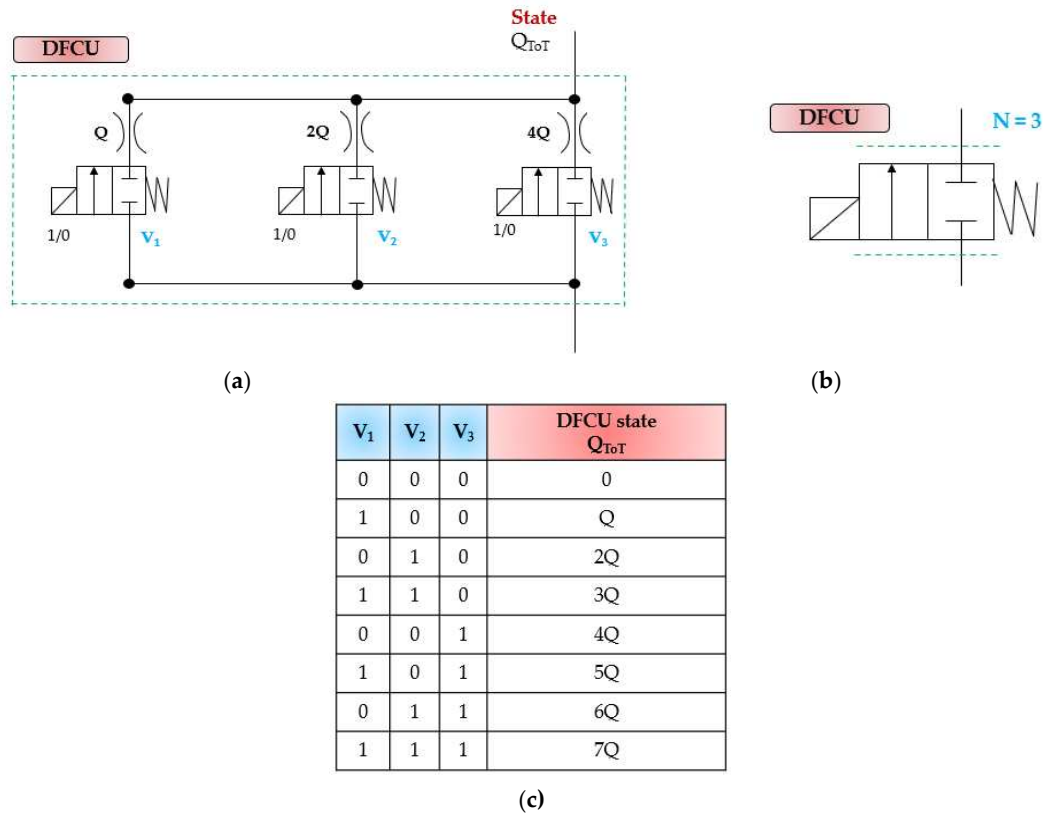 State
Q_ToT
DFCU
Q 2Q 4Q
1/0 V₁ 1/0 V₂ 1/0 V₃
DFCU N = 3
(a) (b)
V₁ V₂ V₃ DFCU state
Q_ToT
0 0 0 0
1 0 0 Q
0 1 0 2Q
1 1 0 3Q
0 0 1 4Q
1 0 1 5Q
0 1 1 6Q
1 1 1 7Q
(c)